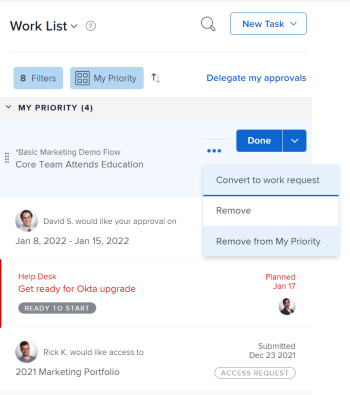 Work List
New Task
8 Filters My Priority
Delegate my approvals
MY PRIORITY (4)
*Basic Marketing Demo Flow
Core Team Attends Education
Done
Convert to work request
Remove
Remove from My Priority
David S. would like your approval on
Jan 8, 2022 - Jan 15, 2022
Help Desk
Get ready for Okta upgrade
READY TO START
Planned
Jan 17
Rick K. would like access to
2021 Marketing Portfolio
Submitted
Dec 23 2021
ACCESS REQUEST